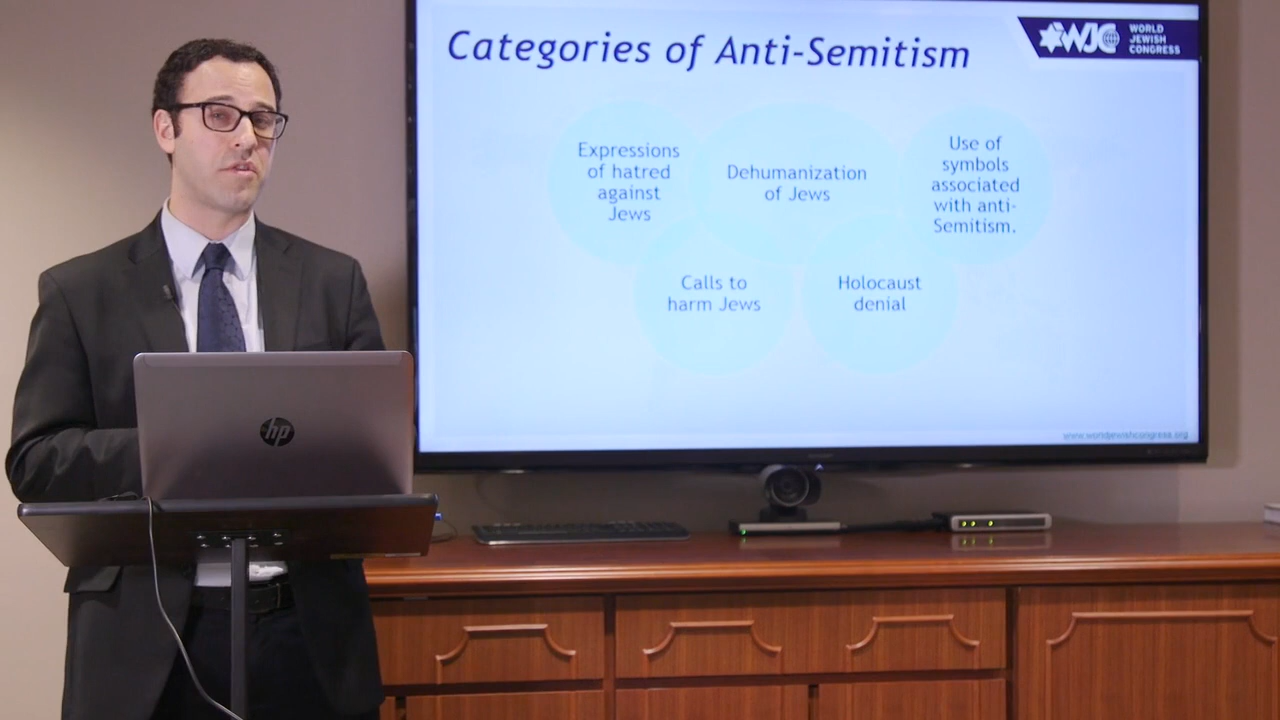 Categories of Anti-Semitism
WJC
WORLD
JEWISH
CONGRESS
Expressions
of hatred
against
Jews
Dehumanization
of Jews
Use of
symbols
associated
with anti-
Semitism.
Calls to
harm Jews
Holocaust
denial
www.worldjewishcongress.org
hp